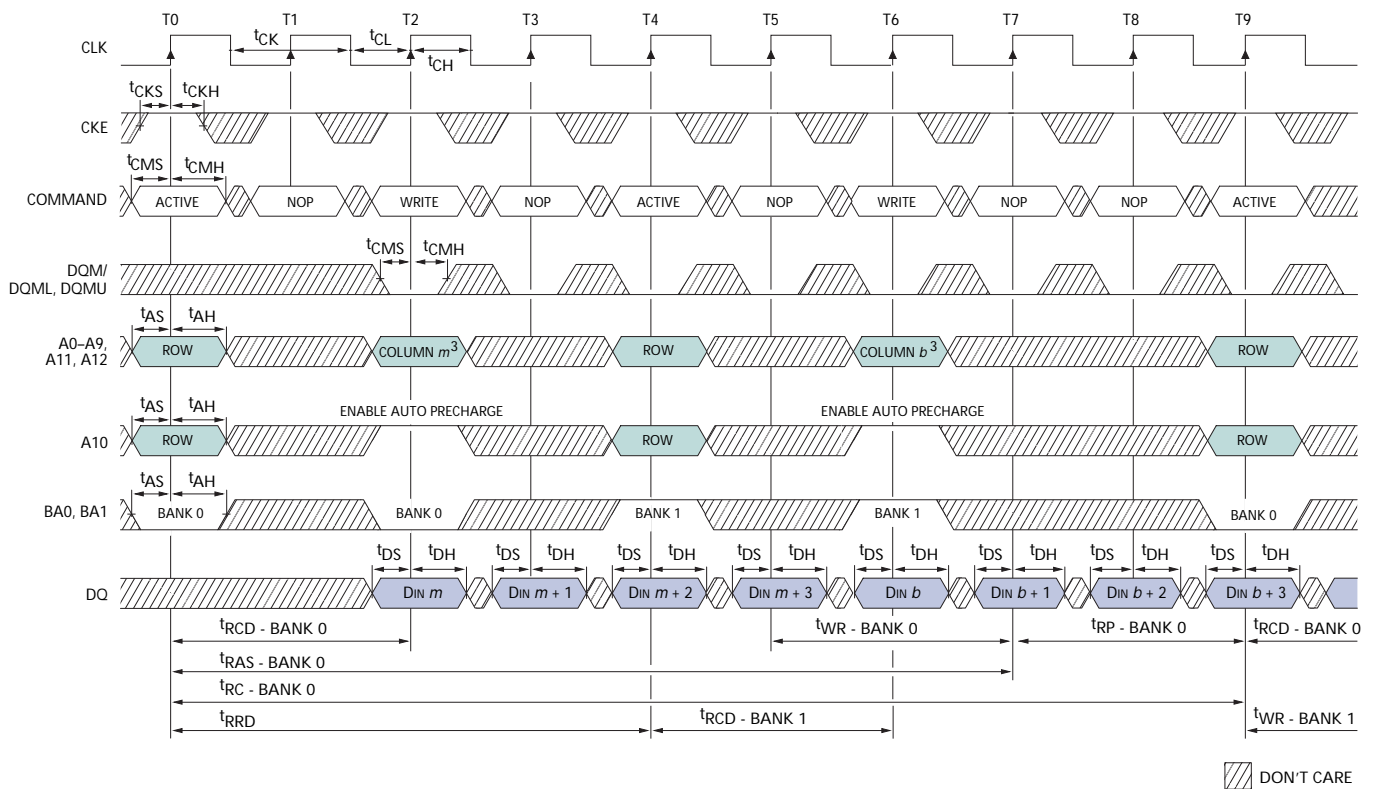 T0 T1 T2 T3 T4 T5 T6 T7 T8 T9
CLK tCK tCL tCH
tCKS tCKH
CKE
tCMS tCMH
COMMAND ACTIVE NOP WRITE NOP ACTIVE NOP WRITE NOP NOP ACTIVE
tCMS tCMH
DQM/
DQML, DQMU
tAS tAH
A0–A9,
A11, A12
ROW COLUMN m3 ROW COLUMN b3 ROW
tAS tAH ENABLE AUTO PRECHARGE ENABLE AUTO PRECHARGE
A10 ROW ROW ROW
tAS tAH
BA0, BA1 BANK 0 BANK 0 BANK 1 BANK 1 BANK 0
tDS tDH tDS tDH tDS tDH tDS tDH tDS tDH tDS tDH tDS tDH tDS tDH
DQ DIN m DIN m + 1 DIN m + 2 DIN m + 3 DIN b DIN b + 1 DIN b + 2 DIN b + 3
tRCD - BANK 0 tWR - BANK 0 tRP - BANK 0 tRCD - BANK 0
tRAS - BANK 0
tRC - BANK 0
tRRD tRCD - BANK 1 tWR - BANK 1
DON'T CARE